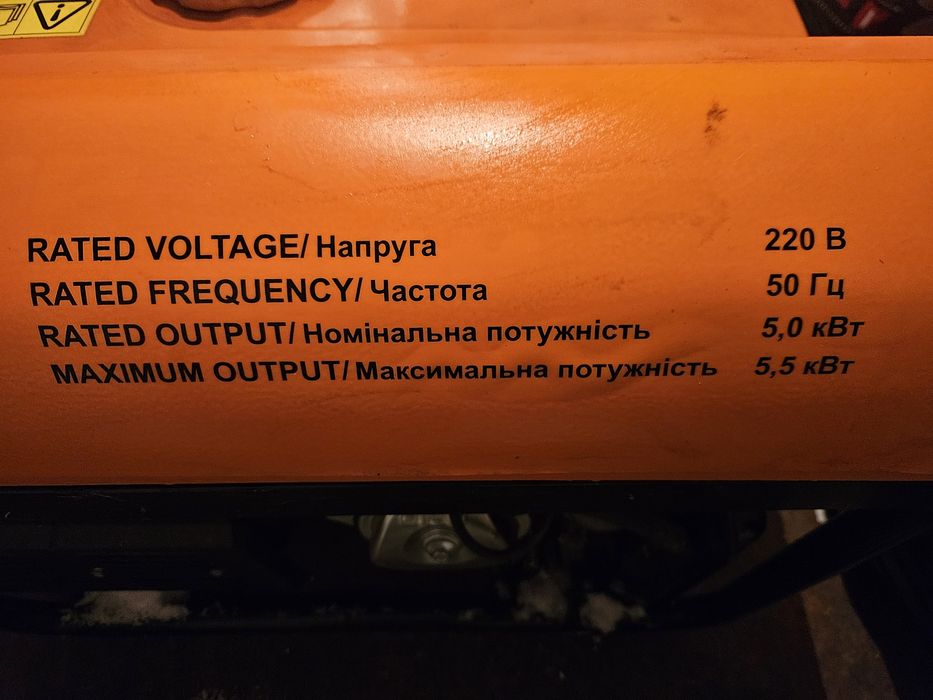 RATED VOLTAGE/ Напруга 220 В
RATED FREQUENCY/ Частота 50 Гц
RATED OUTPUT/ Номінальна потужність 5,0 кВт
MAXIMUM OUTPUT/ Максимальна потужність 5,5 кВт